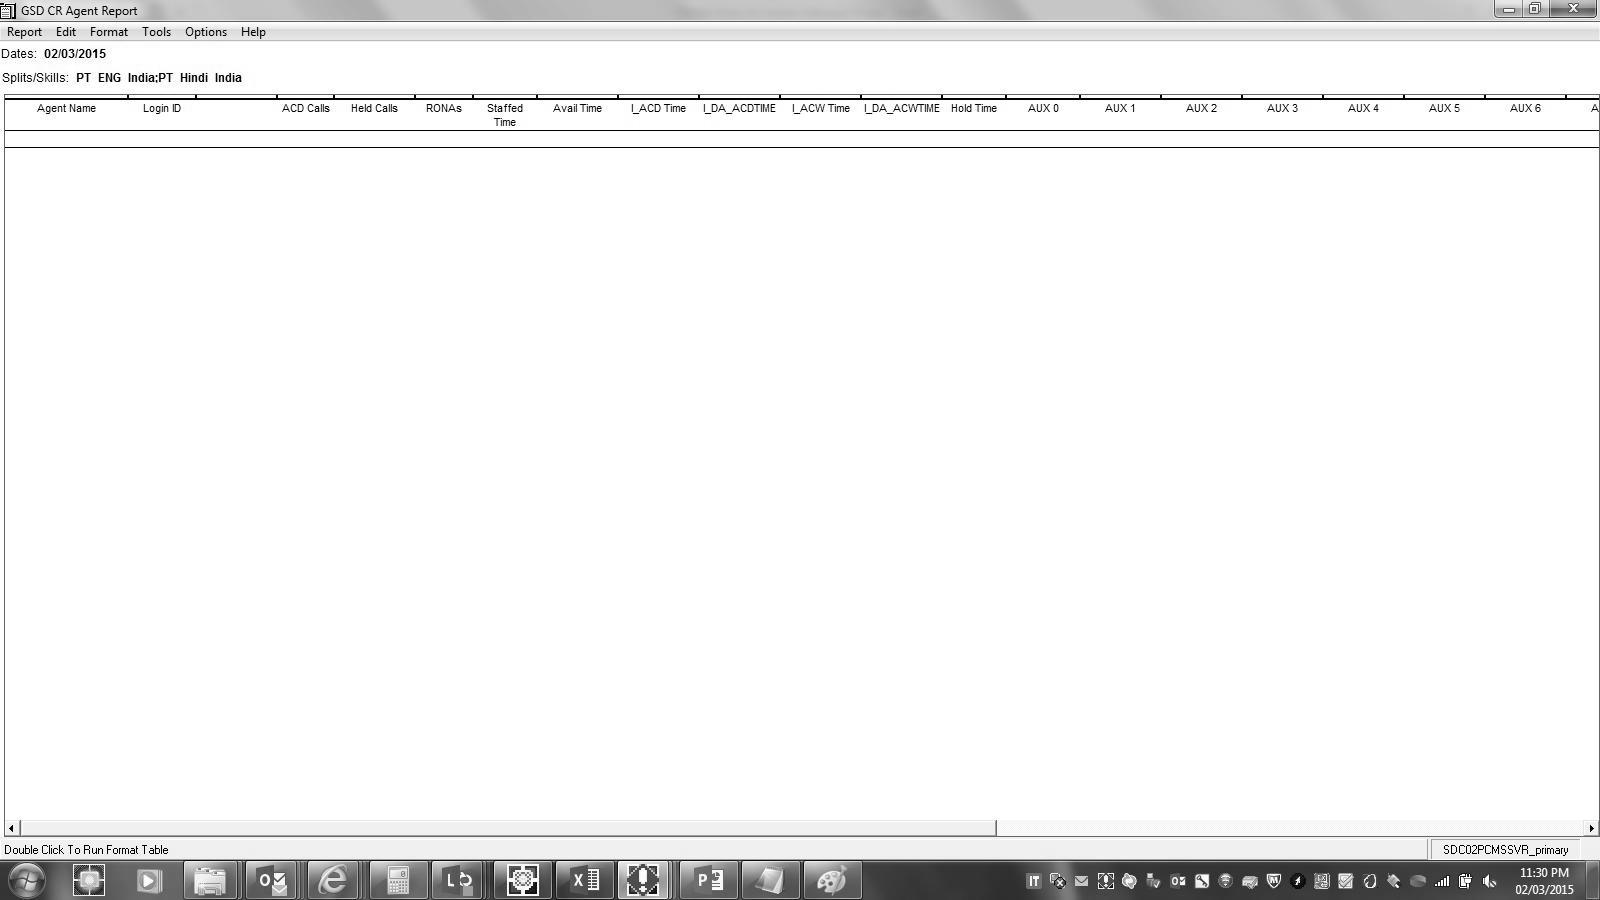 GSD CR Agent Report
Report Edit Format Tools Options Help
Dates: 02/03/2015
Splits/Skills: PT ENG India;PT Hindi India
Agent Name Login ID ACD Calls Held Calls RONAs Staffed Time Avail Time I_ACD Time I_DA_ACDTIME I_ACW Time I_DA_ACWTIME Hold Time AUX 0 AUX 1 AUX 2 AUX 3 AUX 4 AUX 5 AUX 6 A
Double Click To Run Format Table SDC02PCMSSVR_primary
IT 11:30 PM
02/03/2015